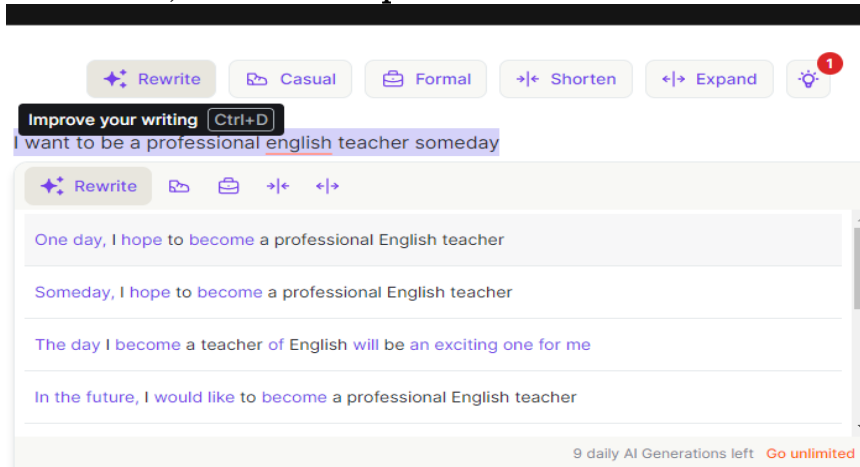 Rewrite Casual Formal Shorten Expand 1
Improve your writing Ctrl+D
I want to be a professional english teacher someday
Rewrite
One day, I hope to become a professional English teacher
Someday, I hope to become a professional English teacher
The day I become a teacher of English will be an exciting one for me
In the future, I would like to become a professional English teacher
9 daily AI Generations left Go unlimited